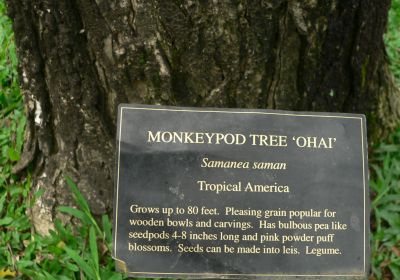 MONKEYPOD TREE ‘OHAI’
Samanea saman
Tropical America
Grows up to 80 feet. Pleasing grain popular for
wooden bowls and carvings. Has bulbous pea like
seedpods 4-8 inches long and pink powder puff
blossoms. Seeds can be made into leis. Legume.